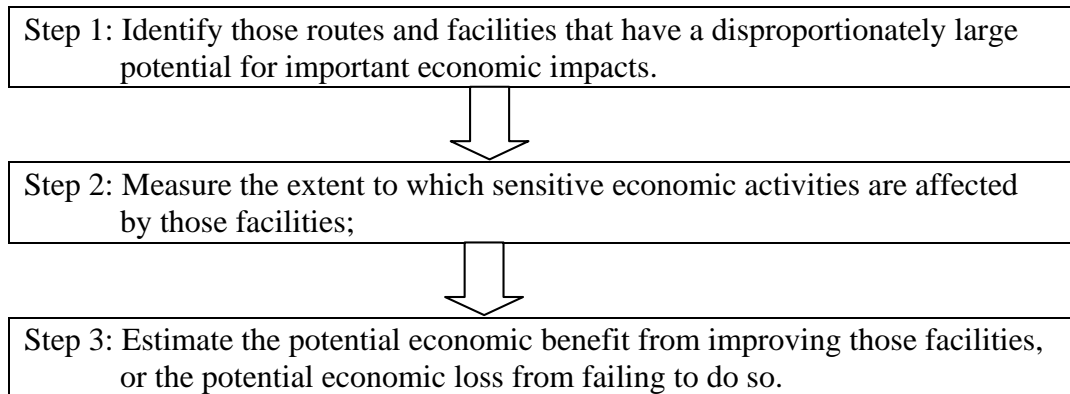 Step 1: Identify those routes and facilities that have a disproportionately large
potential for important economic impacts.
Step 2: Measure the extent to which sensitive economic activities are affected
by those facilities;
Step 3: Estimate the potential economic benefit from improving those facilities,
or the potential economic loss from failing to do so.